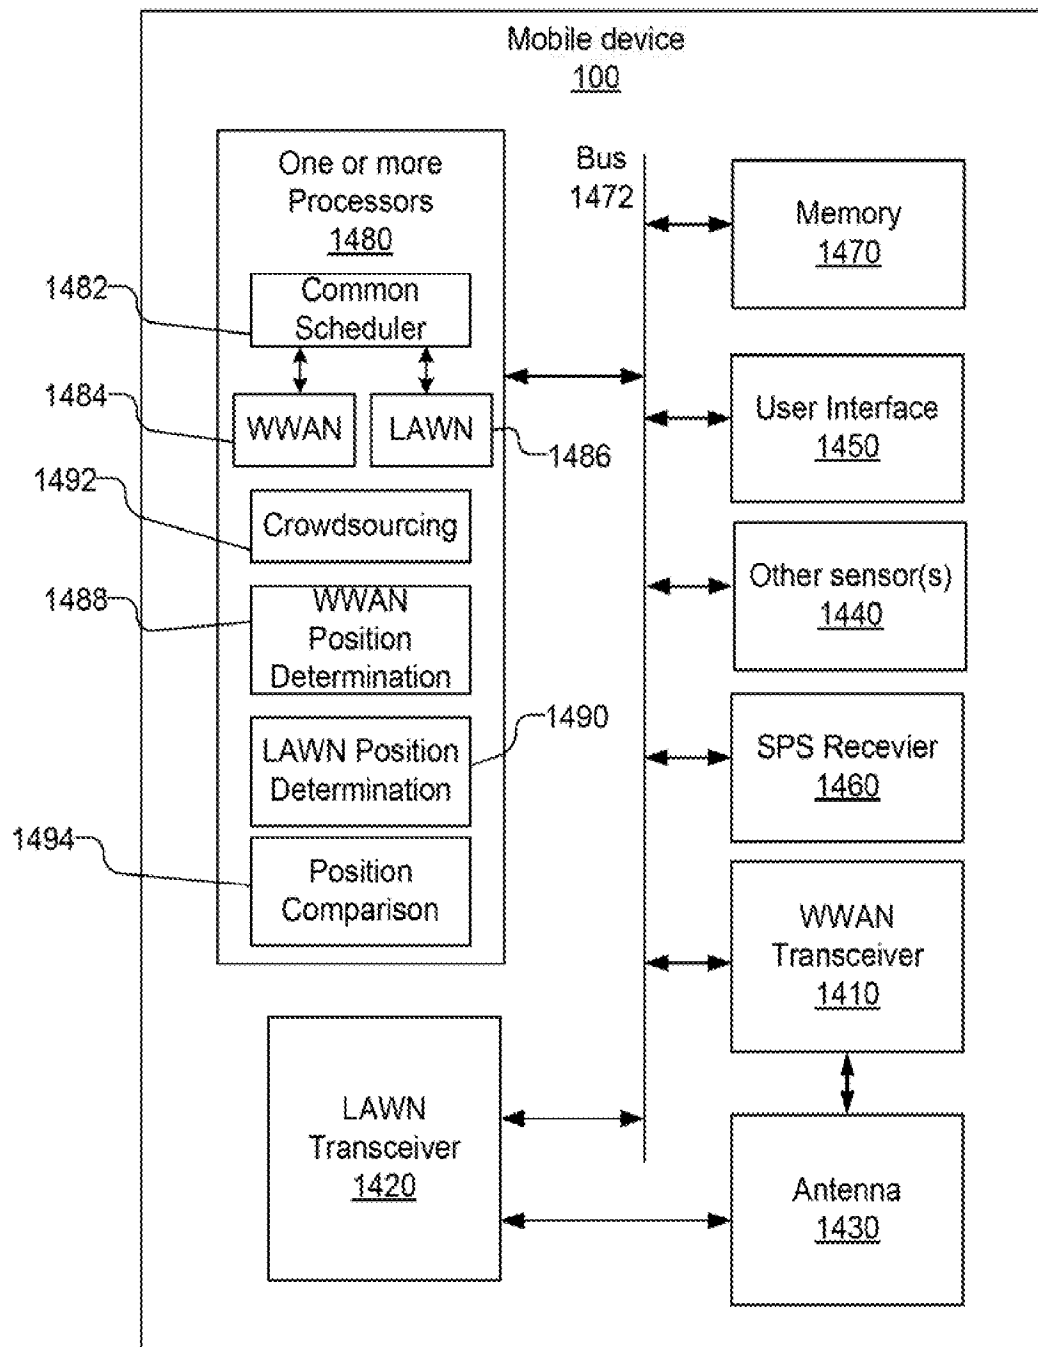 Mobile device
100
One or more
Processors
1480
1482
Common
Scheduler
1484
WWAN
LAWN
1486
1492
Crowdsourcing
1488
WWAN
Position
Determination
1490
LAWN Position
Determination
1494
Position
Comparison
LAWN
Transceiver
1420
Bus
1472
Memory
1470
User Interface
1450
Other sensor(s)
1440
SPS Recevier
1460
WWAN
Transceiver
1410
Antenna
1430